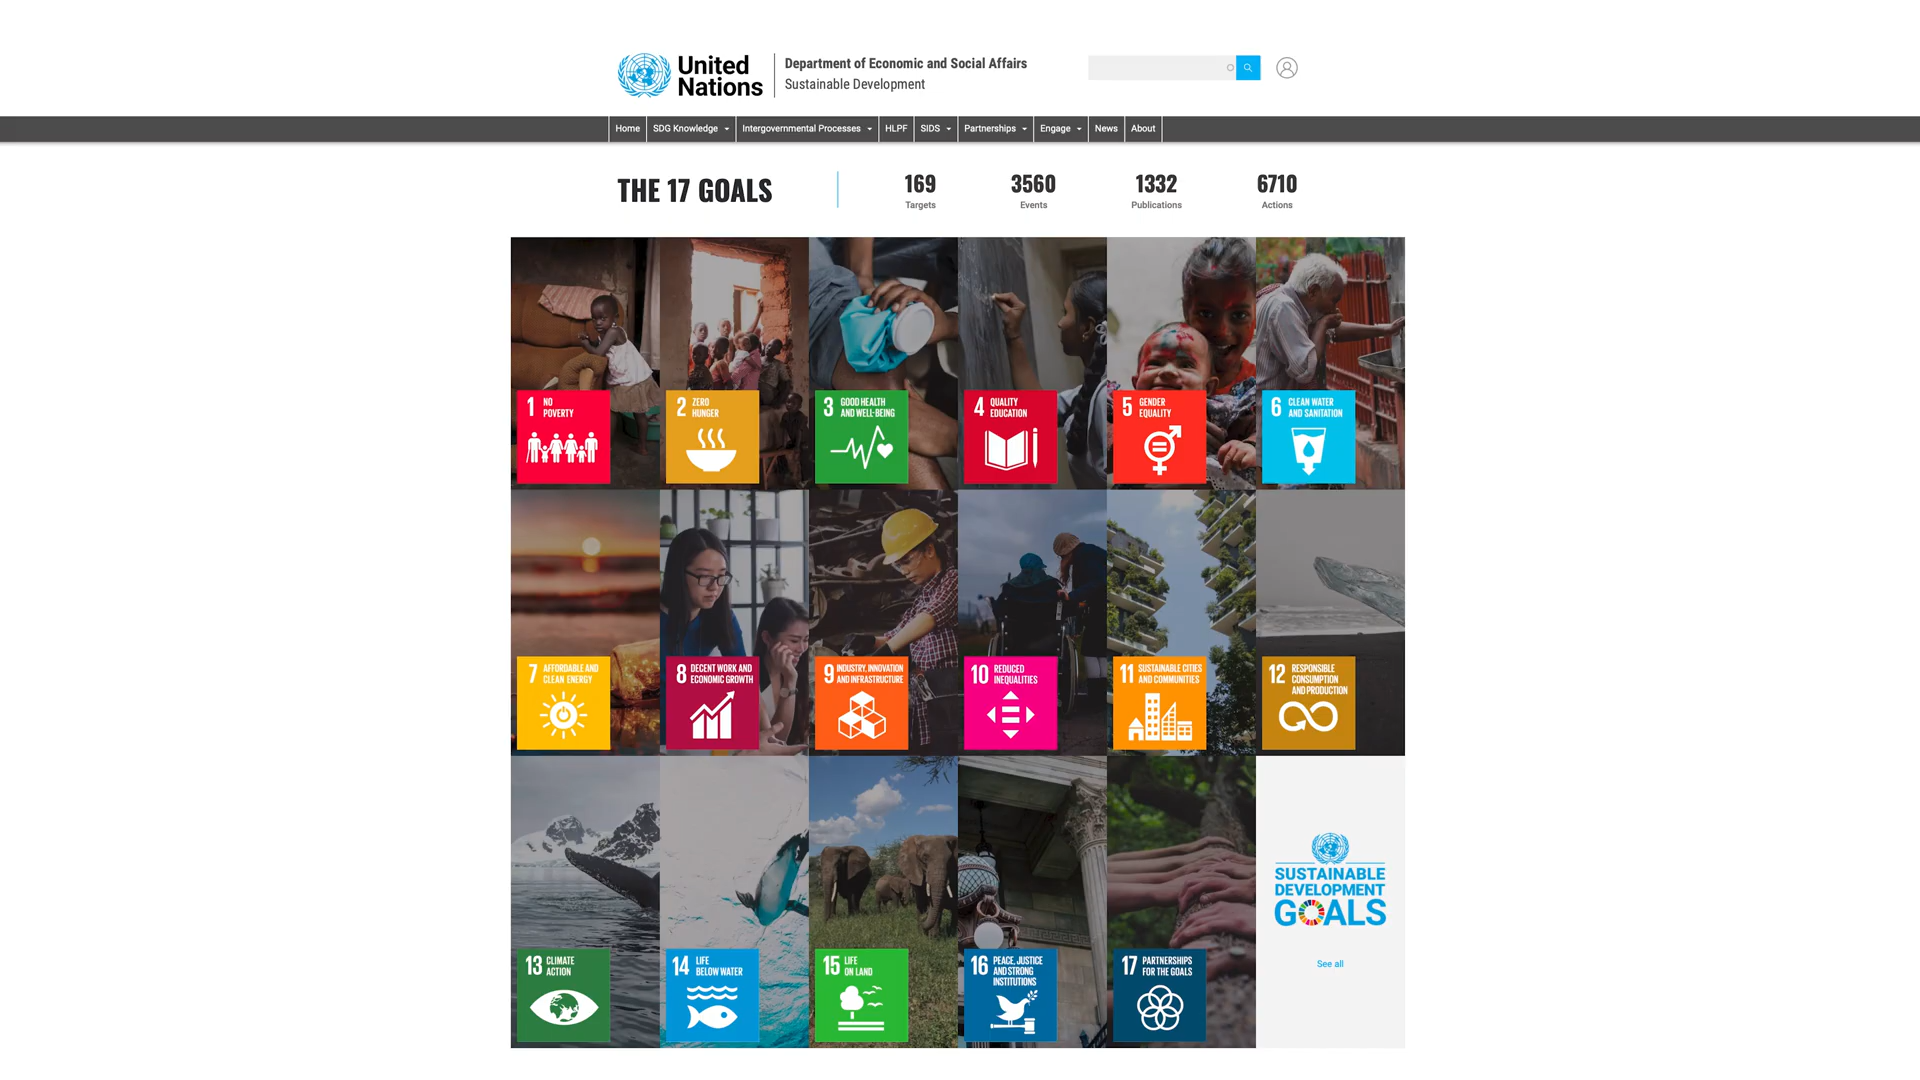 United
Nations
Department of Economic and Social Affairs
Sustainable Development
Home SDG Knowledge Intergovernmental Processes HLPF SIDS Partnerships Engage News About
THE 17 GOALS
169
Targets
3560
Events
1332
Publications
6710
Actions
1 NO
POVERTY
2 ZERO
HUNGER
3 GOOD HEALTH
AND WELL-BEING
4 QUALITY
EDUCATION
5 GENDER
EQUALITY
6 CLEAN WATER
AND SANITATION
7 AFFORDABLE AND
CLEAN ENERGY
8 DECENT WORK AND
ECONOMIC GROWTH
9 INDUSTRY, INNOVATION
AND INFRASTRUCTURE
10 REDUCED
INEQUALITIES
11 SUSTAINABLE CITIES
AND COMMUNITIES
12 RESPONSIBLE
CONSUMPTION
AND PRODUCTION
13 CLIMATE
ACTION
14 LIFE
BELOW WATER
15 LIFE
ON LAND
16 PEACE, JUSTICE
AND STRONG
INSTITUTIONS
17 PARTNERSHIPS
FOR THE GOALS
SUSTAINABLE
DEVELOPMENT
GOALS
See all